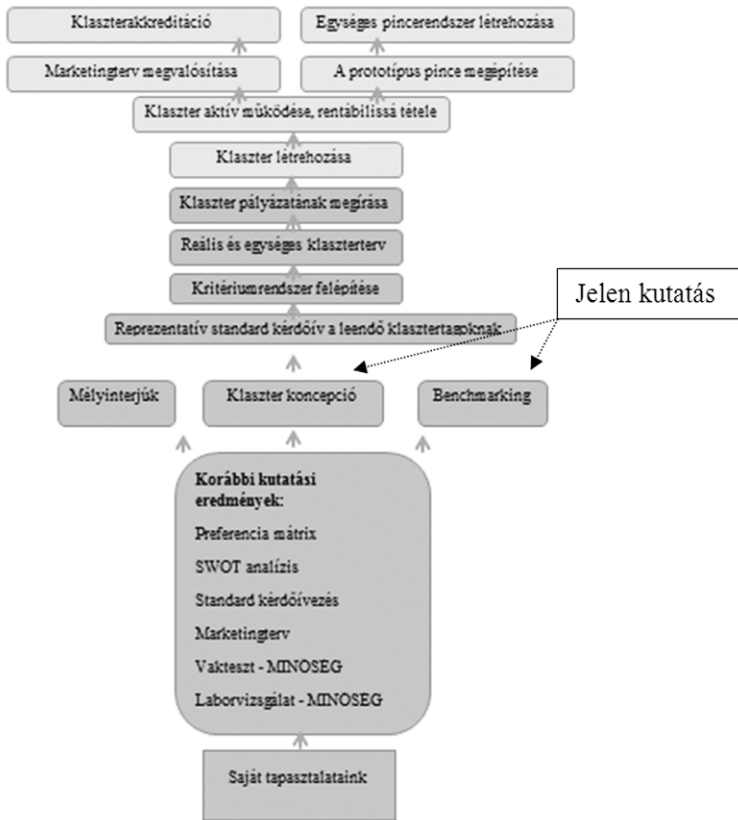 Klaszterakkreditáció
Egységes pincerendszer létrehozása
Marketingterv megvalósítása
A prototípus pince megépítése
Klaszter aktív működése, rentábilissá tétele
Klaszter létrehozása
Klaszter pályázatának megírása
Reális és egységes klaszterterv
Kritériumrendszer felépítése
Jelen kutatás
Reprezentatív standard kérdőív a leendő klasztertagoknak
Mélyinterjúk
Klaszter koncepció
Benchmarking
Korábbi kutatási
eredmények:
Preferencia mátrix
SWOT analízis
Standard kérdőívezés
Marketingterv
Vakteszt - MINŐSÉG
Laborvizsgálat - MINŐSÉG
Saját tapasztalataink